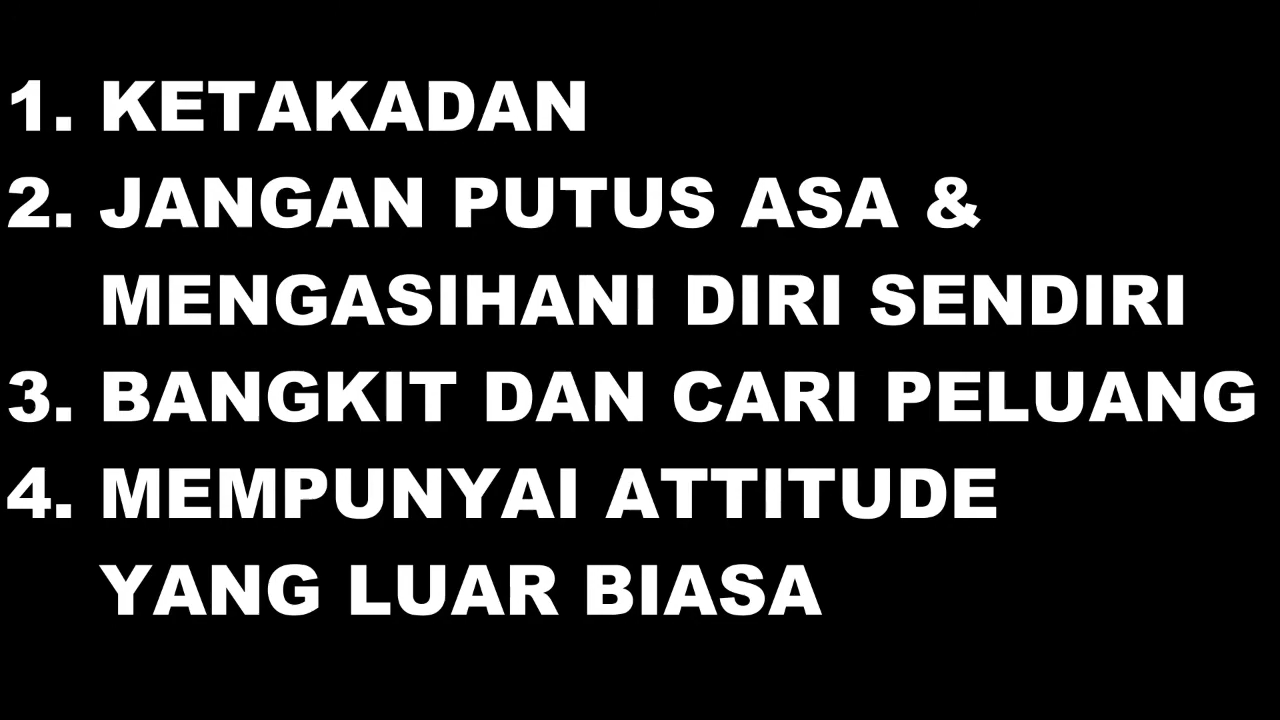 1. KETAKADAN
2. JANGAN PUTUS ASA &
MENGASIHANI DIRI SENDIRI
3. BANGKIT DAN CARI PELUANG
4. MEMPUNYAI ATTITUDE
YANG LUAR BIASA